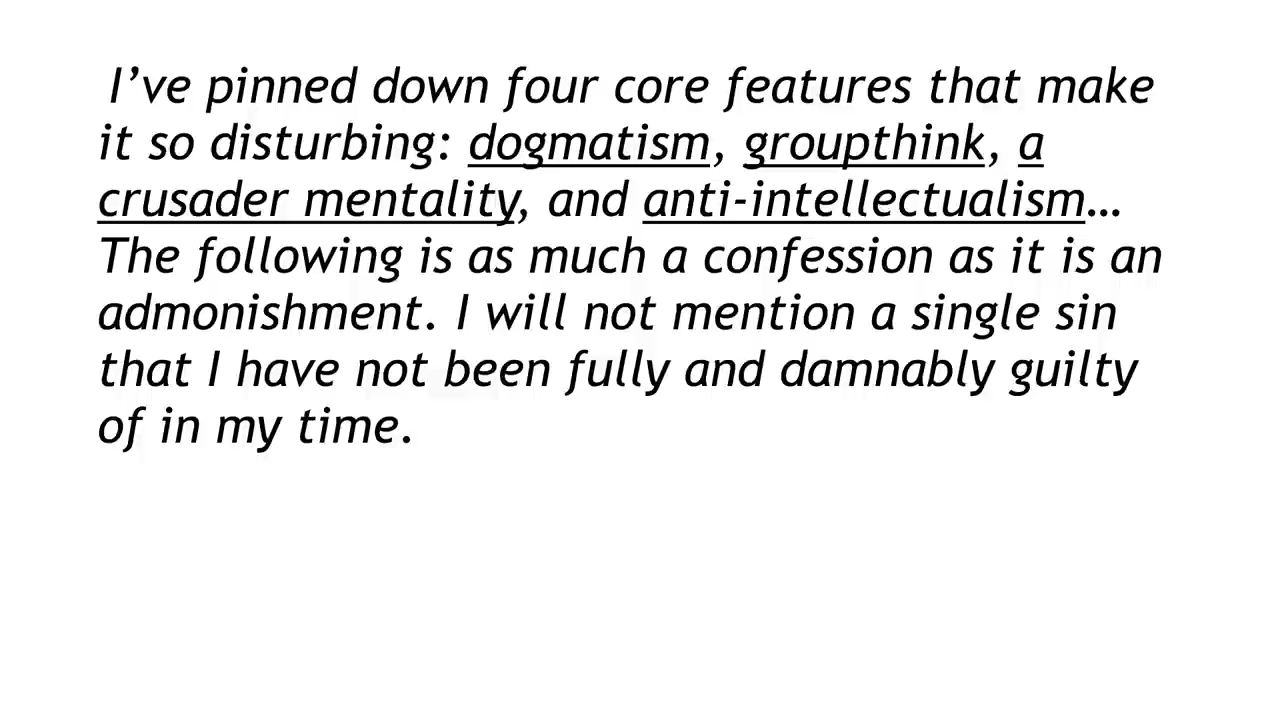 I’ve pinned down four core features that make
it so disturbing: dogmatism, groupthink, a
crusader mentality, and anti-intellectualism…
The following is as much a confession as it is an
admonishment. I will not mention a single sin
that I have not been fully and damnably guilty
of in my time.